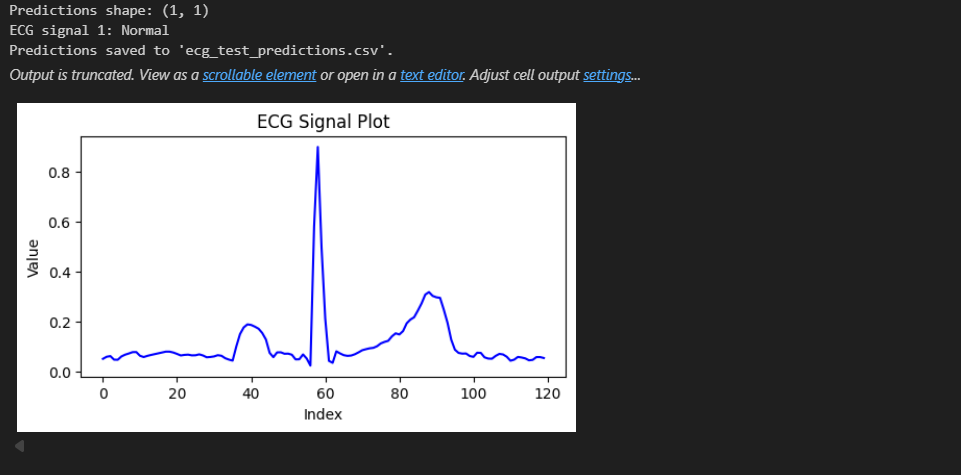 Predictions shape: (1, 1)
ECG signal 1: Normal
Predictions saved to 'ecg_test_predictions.csv'.
Output is truncated. View as a scrollable element or open in a text editor. Adjust cell output settings...
ECG Signal Plot
0.8
0.6
0.4
0.2
0.0
Value
0 20 40 60 80 100 120
Index